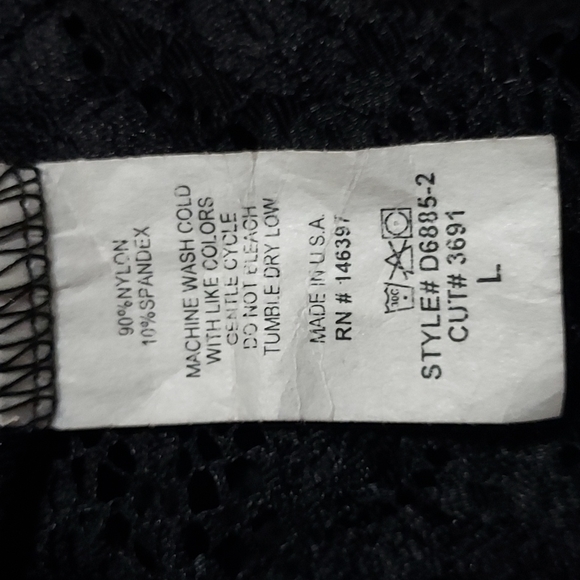 90%NYLON
10%SPANDEX
MACHINE WASH COLD
WITH LIKE COLORS
GENTLE CYCLE
DO NOT BLEACH
TUMBLE DRY LOW
MADE IN U.S.A.
RN # 146397
STYLE# D6885-2
CUT# 3691
L